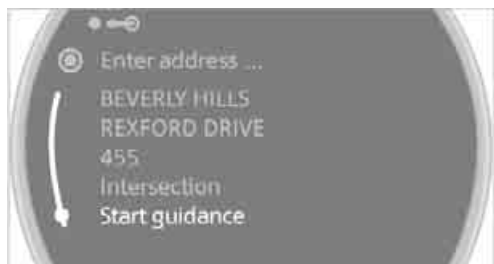 Enter address ...
BEVERLY HILLS
REXFORD DRIVE
455
Intersection
Start guidance